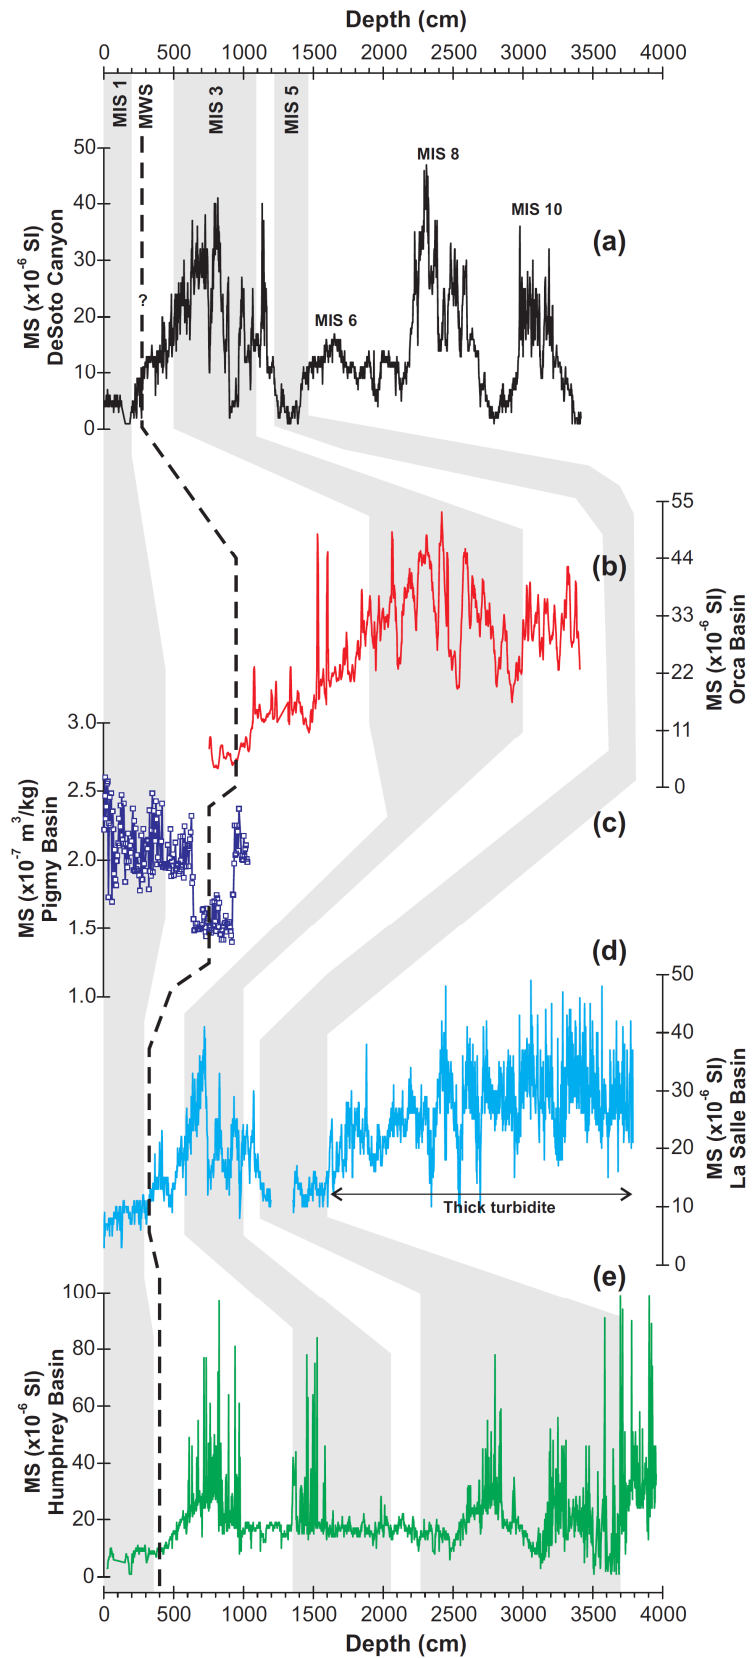 Depth (cm)
0 500 1000 1500 2000 2500 3000 3500 4000
MIS 1
MWS
MIS 3
MIS 5
50
40
30
20
10
0
MS (x10⁻⁶ SI)
DeSoto Canyon
?
MIS 6
MIS 8
MIS 10
(a)
55
44
33
22
11
0
MS (x10⁻⁶ SI)
Orca Basin
(b)
3.0
2.5
2.0
1.5
1.0
MS (x10⁻⁷ m³/kg)
Pigmy Basin
(c)
(d)
50
40
30
20
10
0
MS (x10⁻⁶ SI)
La Salle Basin
Thick turbidite
(e)
100
80
60
40
20
0
MS (x10⁻⁶ SI)
Humphrey Basin
0 500 1000 1500 2000 2500 3000 3500 4000
Depth (cm)